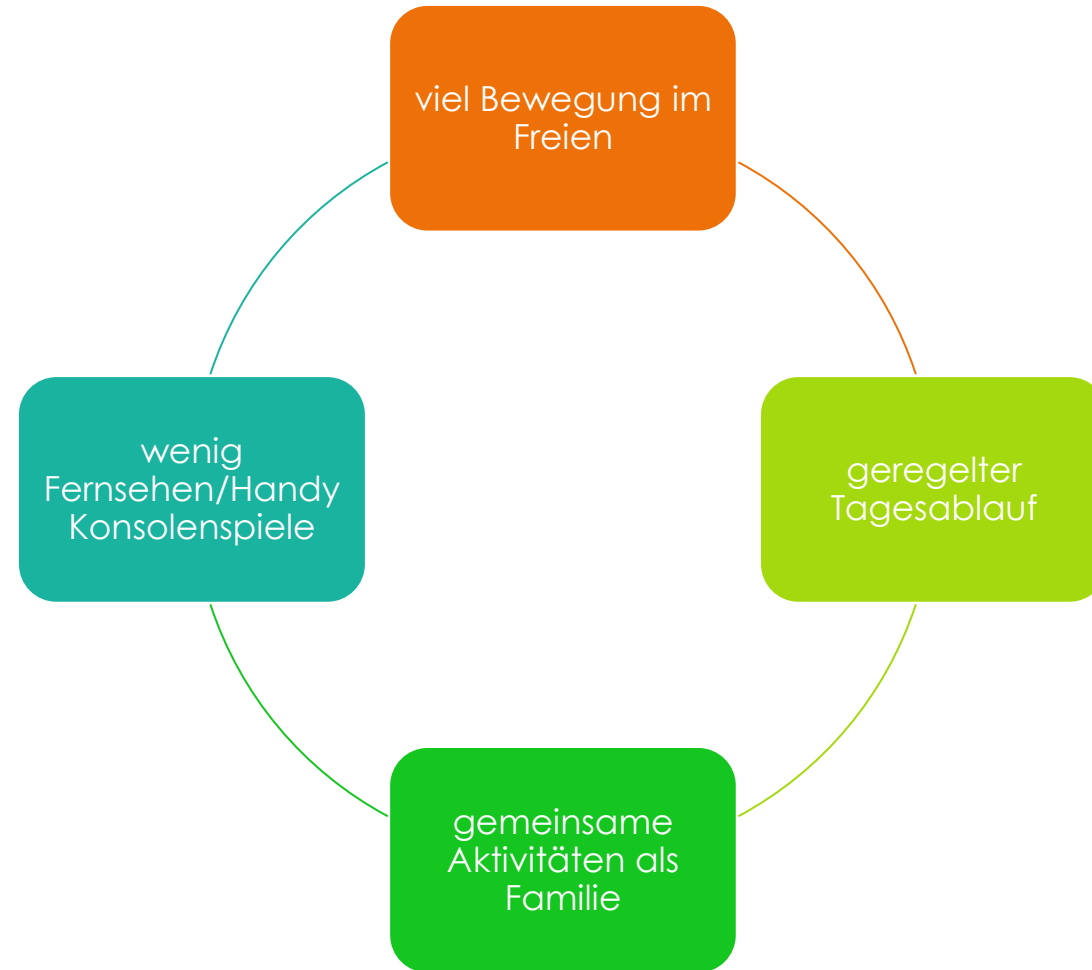 viel Bewegung im
Freien
geregelter
Tagesablauf
gemeinsame
Aktivitäten als
Familie
wenig
Fernsehen/Handy
Konsolenspiele